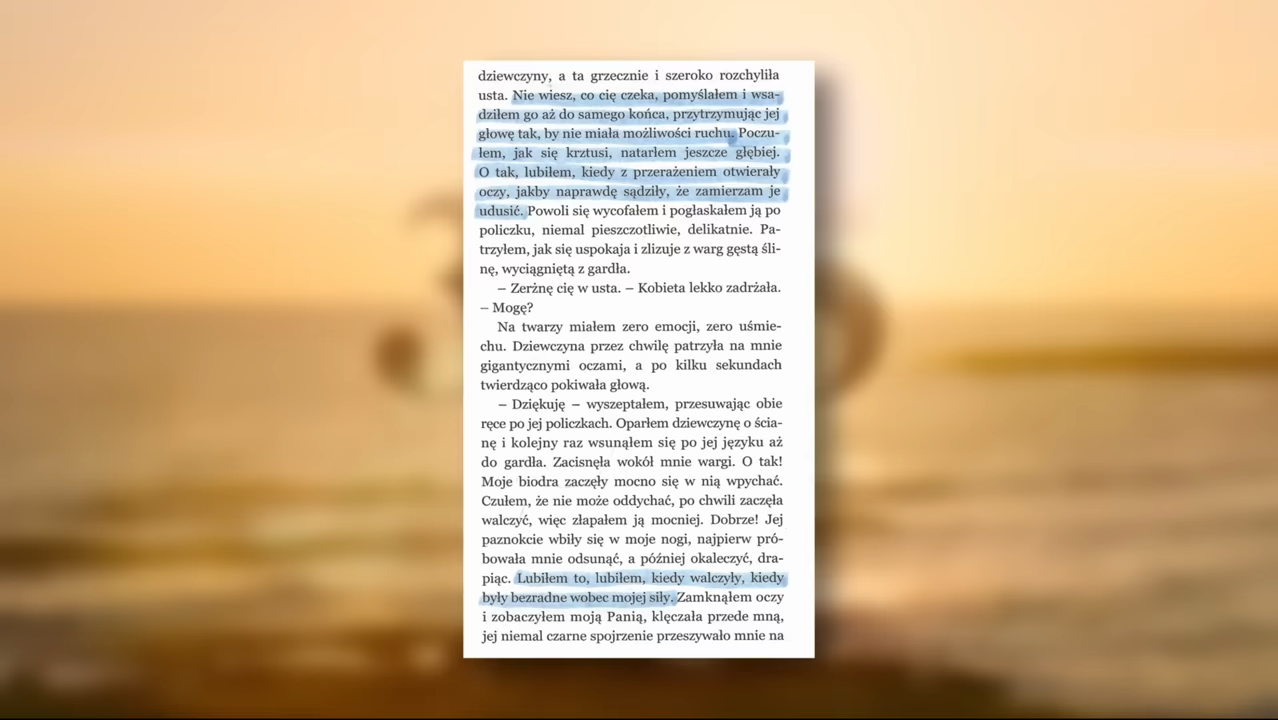 dziewczyny, a ta grzecznie i szeroko rozchyliła
usta. Nie wiesz, co cię czeka, pomyślałem i wsa-
dziłem go aż do samego końca, przytrzymując jej
głowę tak, by nie miała możliwości ruchu. Poczu-
łem, jak się krztusi, natarłem jeszcze głębiej.
O tak, lubiłem, kiedy z przerażeniem otwierały
oczy, jakby naprawdę sądziły, że zamierzam je
udusić. Powoli się wycofałem i pogłaskałem ją po
policzku, niemal pieszczotliwie, delikatnie. Pa-
trzyłem, jak się uspokaja i zlizuje z warg gęstą śli-
nę, wyciągniętą z gardła.
– Zerżnę cię w usta. – Kobieta lekko zadrżała.
– Mogę?
Na twarzy miałem zero emocji, zero uśmie-
chu. Dziewczyna przez chwilę patrzyła na mnie
gigantycznymi oczami, a po kilku sekundach
twierdząco pokiwała głową.
– Dziękuję – wyszeptałem, przesuwając obie
ręce po jej policzkach. Oparłem dziewczynę o ścia-
nę i kolejny raz wsunąłem się po jej języku aż
do gardła. Zacisnęła wokół mnie wargi. O tak!
Moje biodra zaczęły mocno się w nią wpychać.
Czułem, że nie może oddychać, po chwili zaczęła
walczyć, więc złapałem ją mocniej. Dobrze! Jej
paznokcie wbiły się w moje nogi, najpierw pró-
bowała mnie odsunąć, a później okaleczyć, dra-
piąc. Lubiłem to, lubiłem, kiedy walczyły, kiedy
były bezradne wobec mojej siły. Zamknąłem oczy
i zobaczyłem moją Panią, klęczała przede mną,
jej niemal czarne spojrzenie przeszywało mnie na